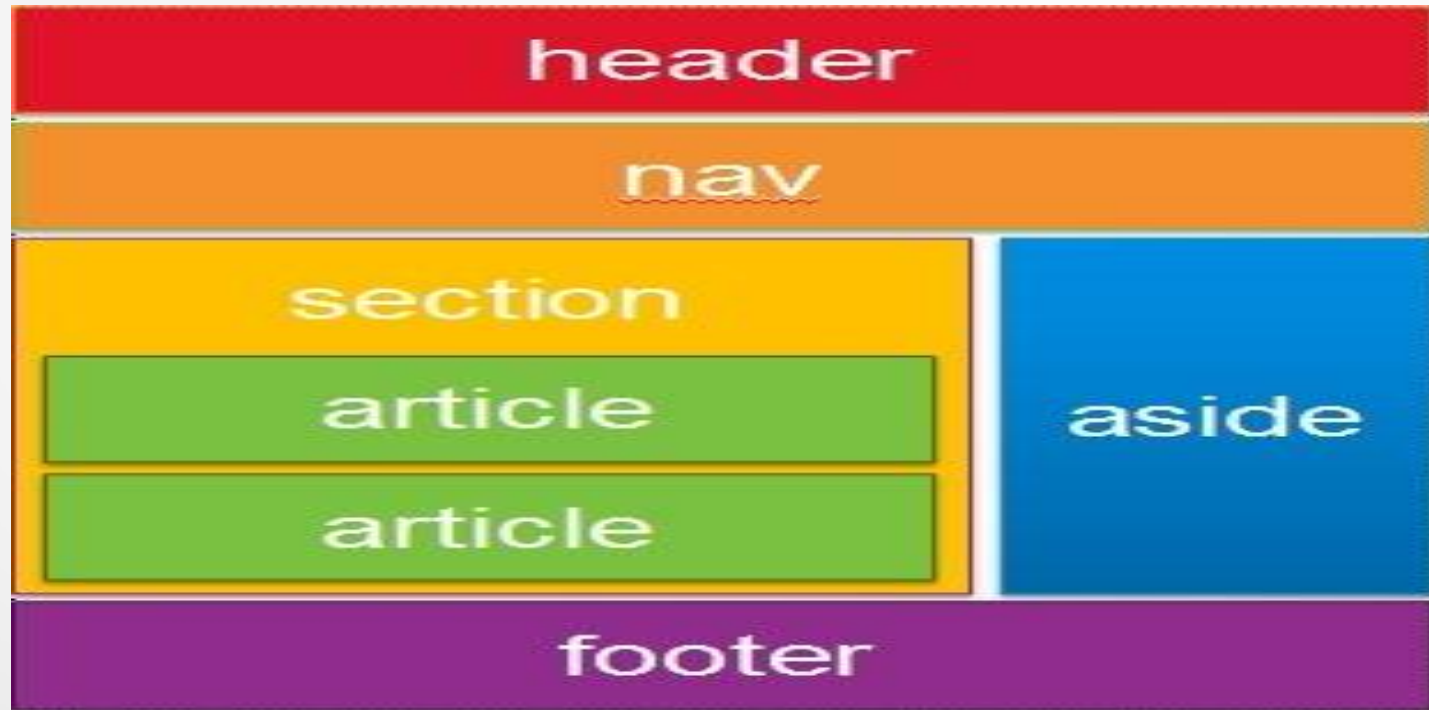 header
nav
section
article
article
aside
footer